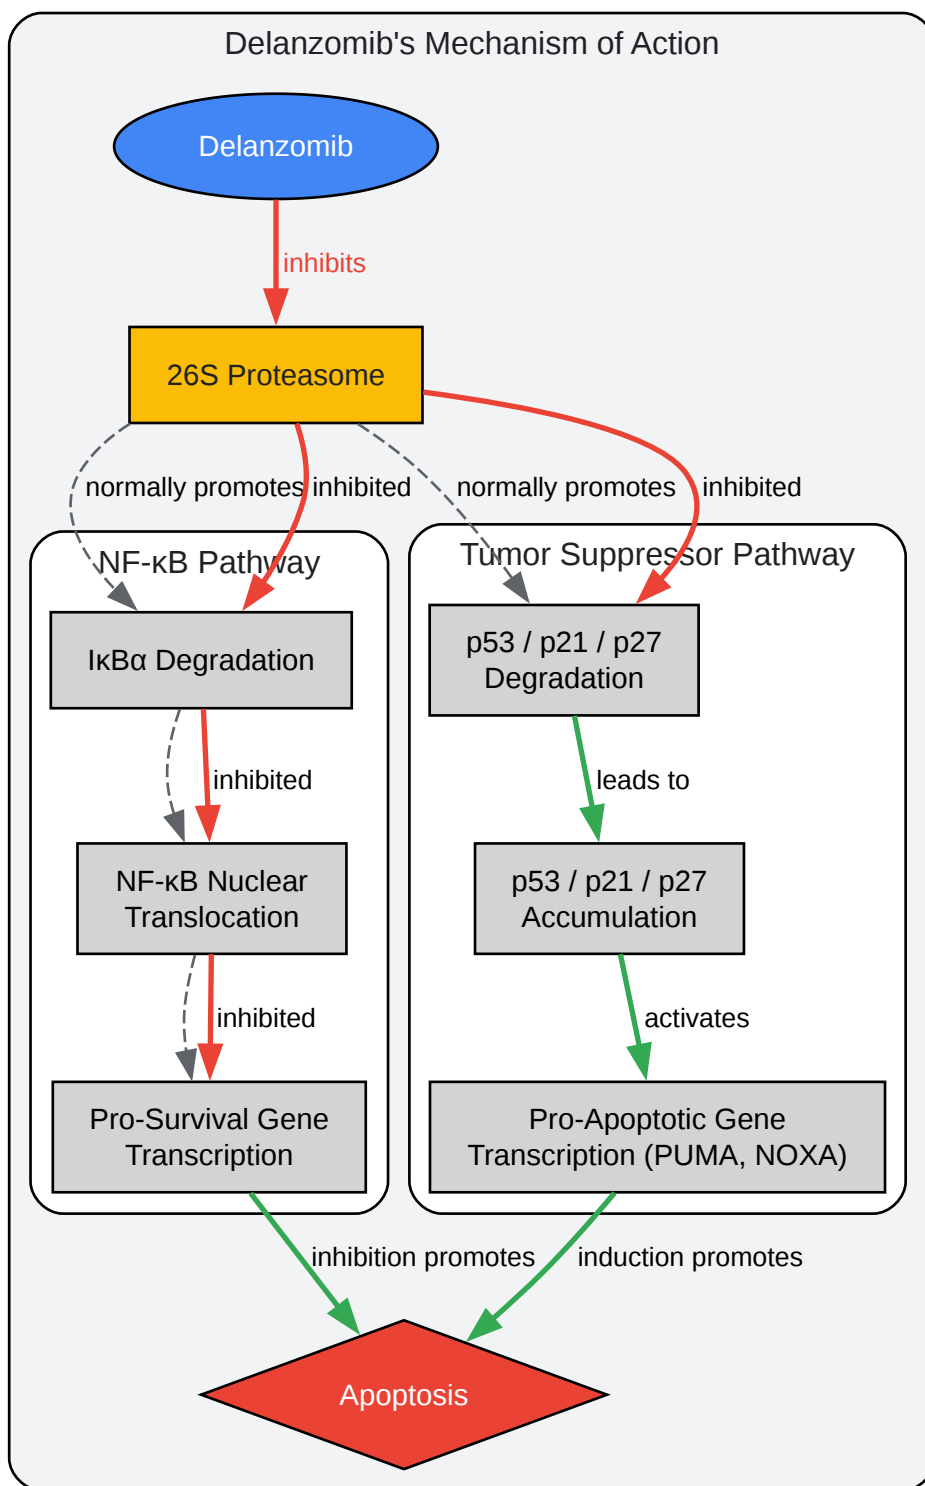 Delanzomib's Mechanism of Action
Delanzomib
inhibits
26S Proteasome
normally promotes
inhibited
normally promotes
inhibited
NF-κB Pathway
Tumor Suppressor Pathway
IκBα Degradation
p53 / p21 / p27
Degradation
inhibited
leads to
NF-κB Nuclear
Translocation
p53 / p21 / p27
Accumulation
inhibited
activates
Pro-Survival Gene
Transcription
Pro-Apoptotic Gene
Transcription (PUMA, NOXA)
inhibition promotes
induction promotes
Apoptosis